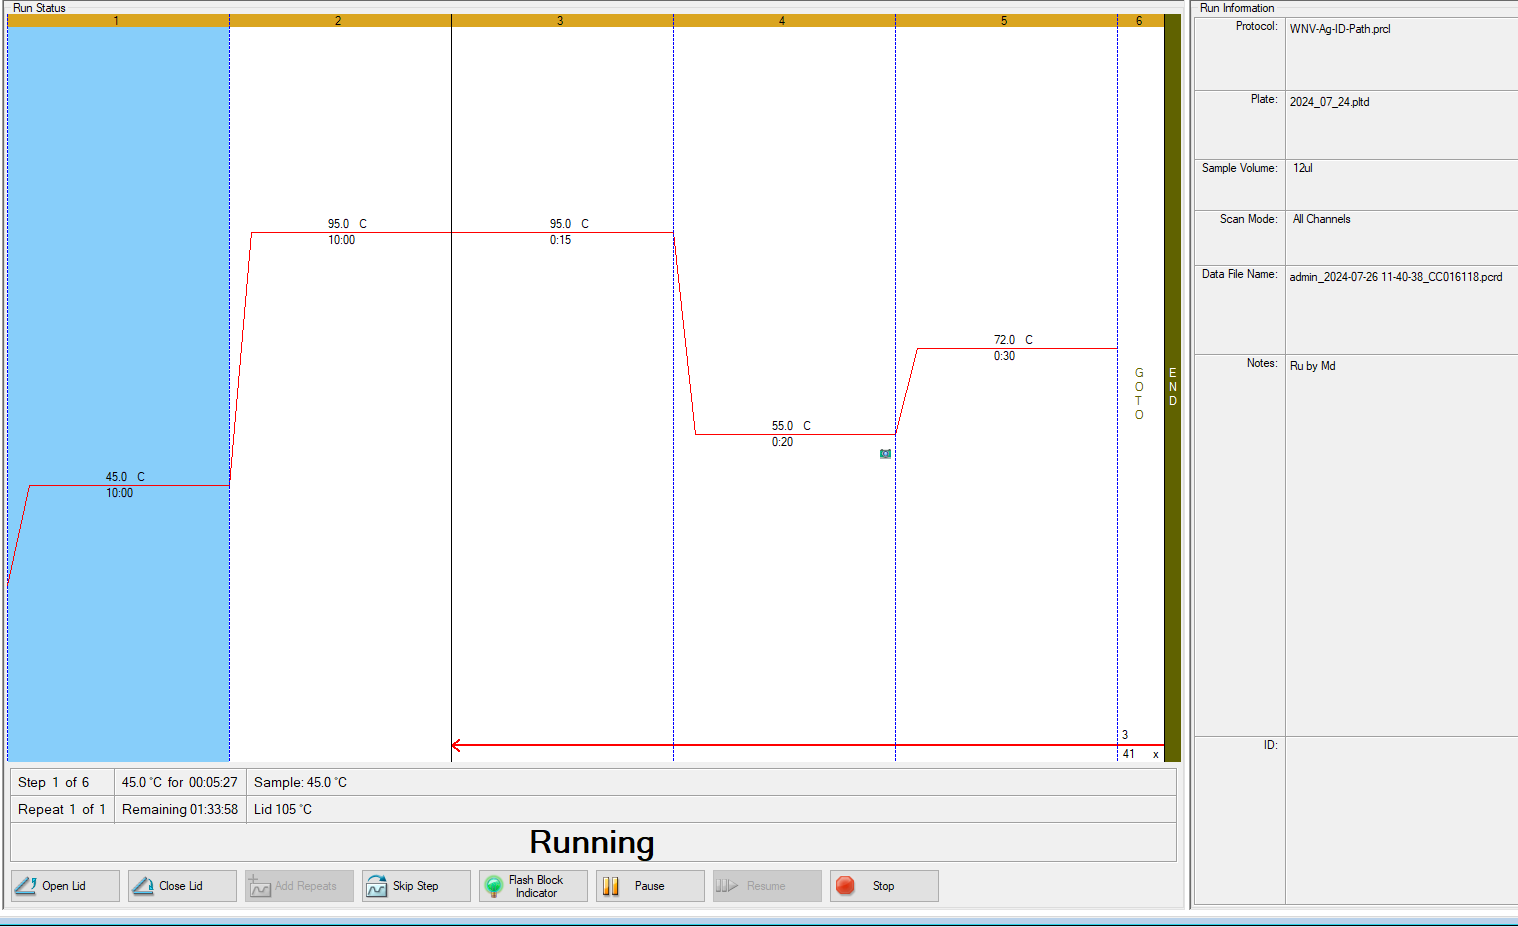 Run Status
1 2 3 4 5 6
95.0 C
10:00
95.0 C
0:15
72.0 C
0:30
55.0 C
0:20
45.0 C
10:00
GOTO
END
3
41 x
Step 1 of 6
45.0 °C for 00:05:27
Sample: 45.0 °C
Repeat 1 of 1
Remaining 01:33:58
Lid 105 °C
Running
Open Lid
Close Lid
Add Repeats
Skip Step
Flash Block
Indicator
Pause
Resume
Stop
Run Information
Protocol: WNV-Ag-ID-Path.prcl
Plate: 2024_07_24.pltd
Sample Volume: 12ul
Scan Mode: All Channels
Data File Name: admin_2024-07-26 11-40-38_CC016118.pcrd
Notes: Ru by Md
ID: